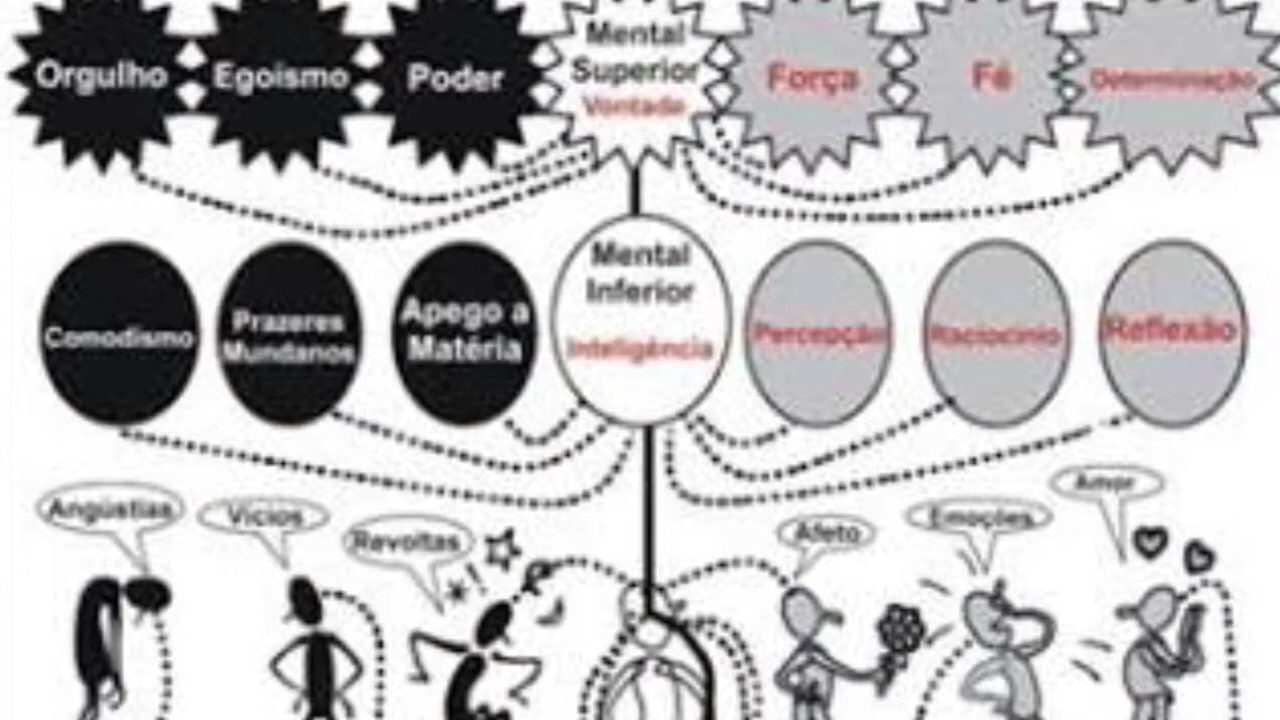 Orgulho
Egoísmo
Poder
Mental
Superior
Vontade
Força
Fé
Determinação
Comodismo
Prazeres
Mundanos
Apego a
Matéria
Mental
Inferior
Inteligência
Percepção
Raciocínio
Reflexão
Angústias
Vícios
Revoltas
Afeto
Emoções
Amor